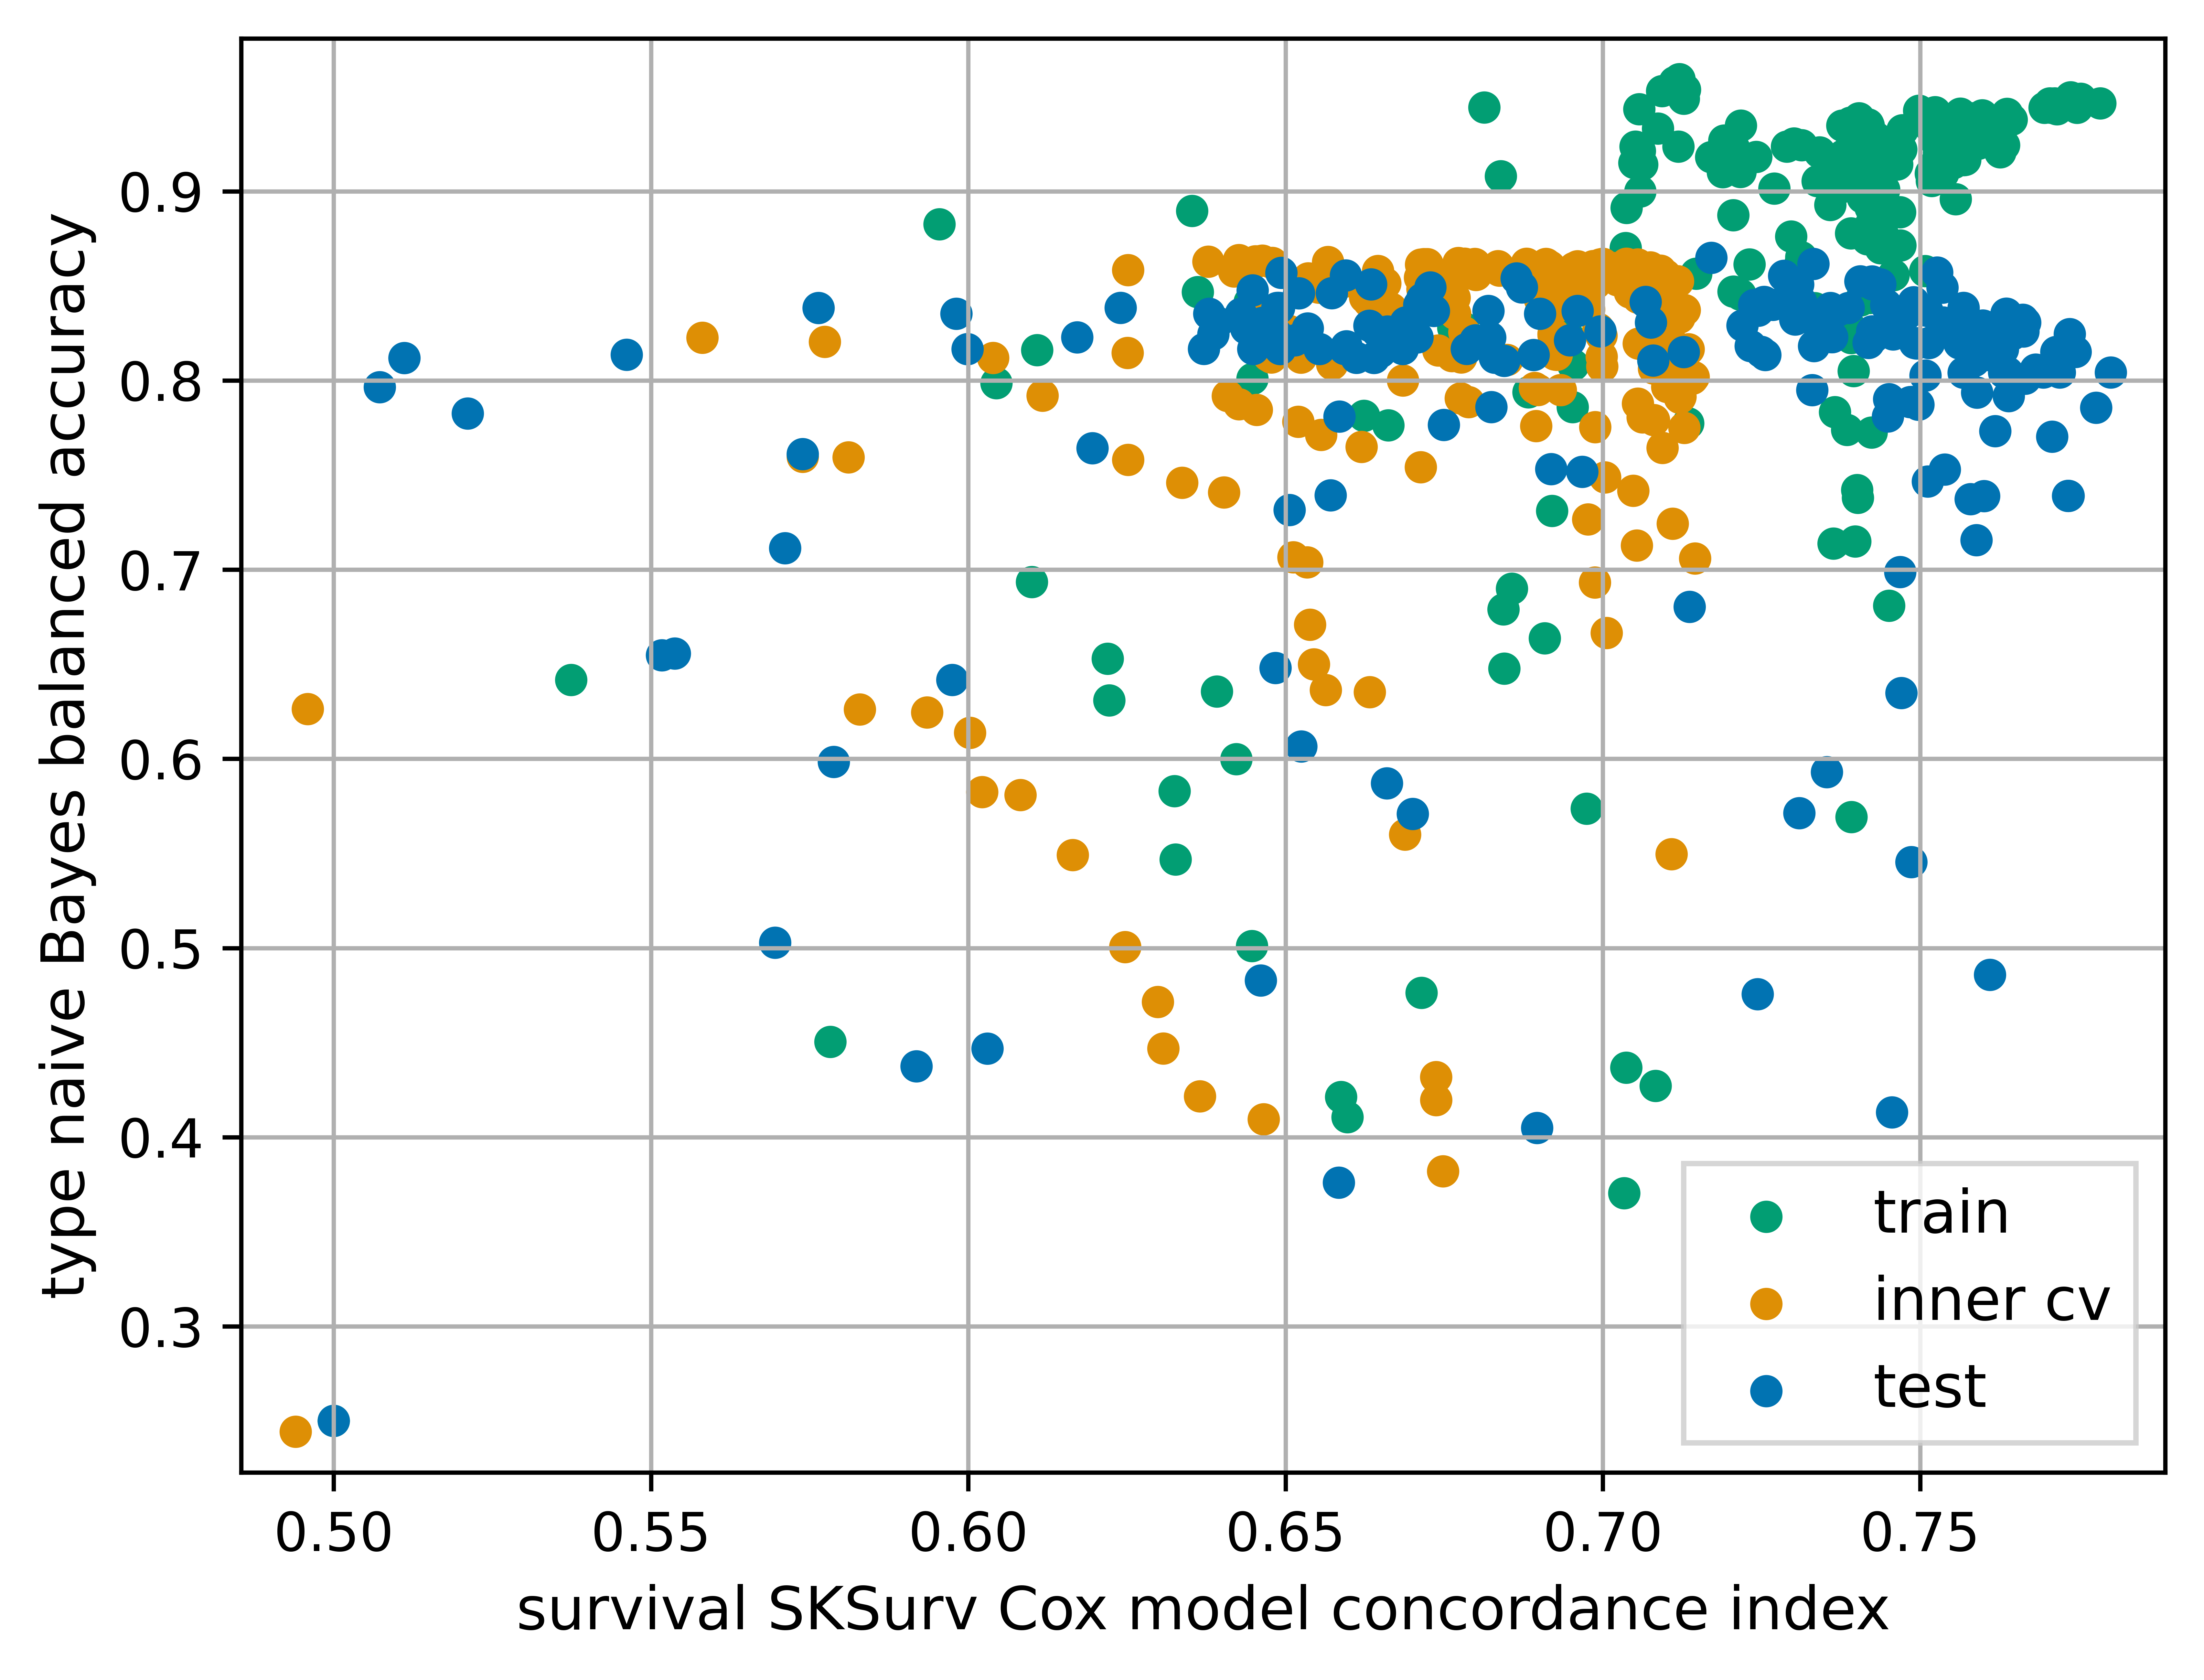 type naive Bayes balanced accuracy
0.9
0.8
0.7
0.6
0.5
0.4
0.3
train
inner cv
test
0.50 0.55 0.60 0.65 0.70 0.75
survival SKSurv Cox model concordance index